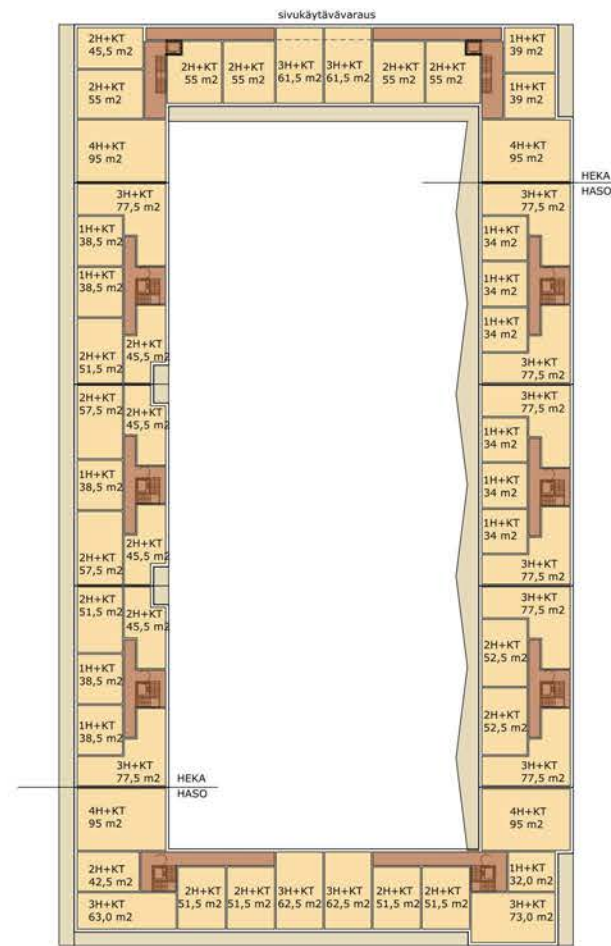 sivukäytävävaraus
2H+KT
45,5 m2
2H+KT
55 m2
2H+KT
55 m2
2H+KT
55 m2
3H+KT
61,5 m2
3H+KT
61,5 m2
2H+KT
55 m2
2H+KT
55 m2
1H+KT
39 m2
1H+KT
39 m2
4H+KT
95 m2
4H+KT
95 m2
HEKA
HASO
3H+KT
77,5 m2
1H+KT
38,5 m2
1H+KT
38,5 m2
2H+KT
51,5 m2
2H+KT
45,5 m2
2H+KT
57,5 m2
2H+KT
45,5 m2
1H+KT
38,5 m2
2H+KT
57,5 m2
2H+KT
45,5 m2
2H+KT
51,5 m2
2H+KT
45,5 m2
1H+KT
38,5 m2
1H+KT
38,5 m2
3H+KT
77,5 m2
3H+KT
77,5 m2
1H+KT
34 m2
1H+KT
34 m2
1H+KT
34 m2
3H+KT
77,5 m2
3H+KT
77,5 m2
1H+KT
34 m2
1H+KT
34 m2
1H+KT
34 m2
3H+KT
77,5 m2
3H+KT
77,5 m2
2H+KT
52,5 m2
2H+KT
52,5 m2
3H+KT
77,5 m2
HEKA
HASO
4H+KT
95 m2
4H+KT
95 m2
2H+KT
42,5 m2
3H+KT
63,0 m2
2H+KT
51,5 m2
2H+KT
51,5 m2
3H+KT
62,5 m2
3H+KT
62,5 m2
2H+KT
51,5 m2
2H+KT
51,5 m2
1H+KT
32,0 m2
3H+KT
73,0 m2